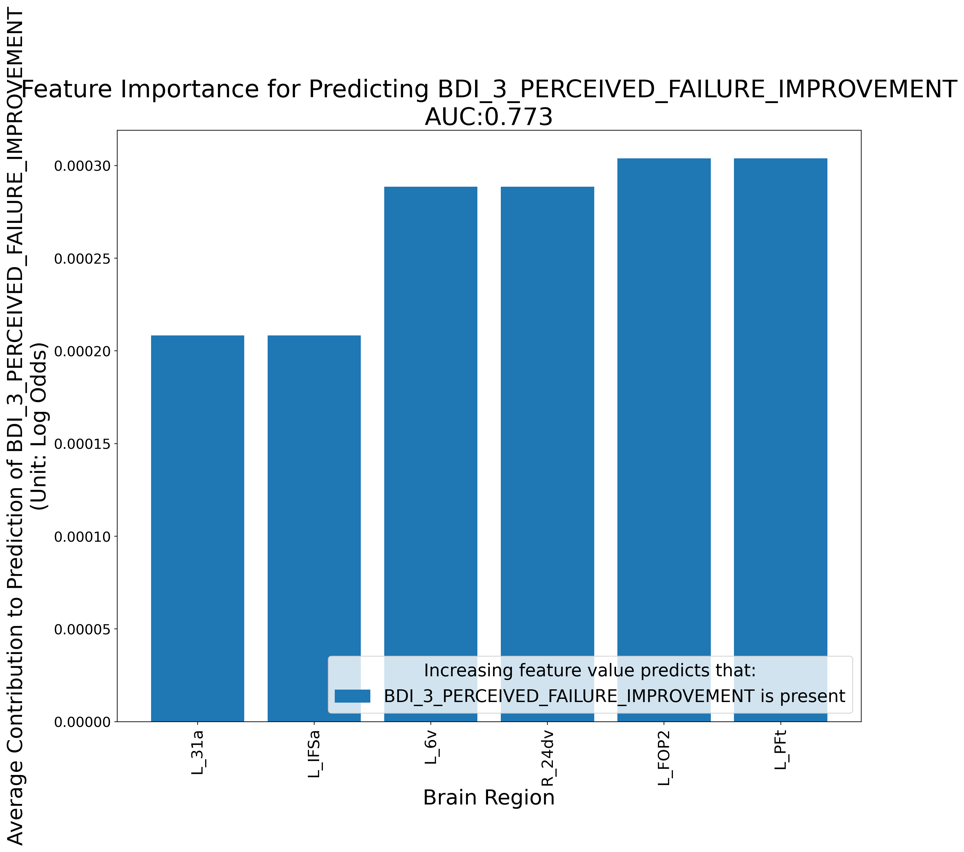 Feature Importance for Predicting BDI_3_PERCEIVED_FAILURE_IMPROVEMENT
AUC:0.773
Average Contribution to Prediction of BDI_3_PERCEIVED_FAILURE_IMPROVEMENT
(Unit: Log Odds)
0.00030
0.00025
0.00020
0.00015
0.00010
0.00005
0.00000
Increasing feature value predicts that:
BDI_3_PERCEIVED_FAILURE_IMPROVEMENT is present
L_31a
L_IFSa
L_6v
R_24dv
L_FOP2
L_PFt
Brain Region